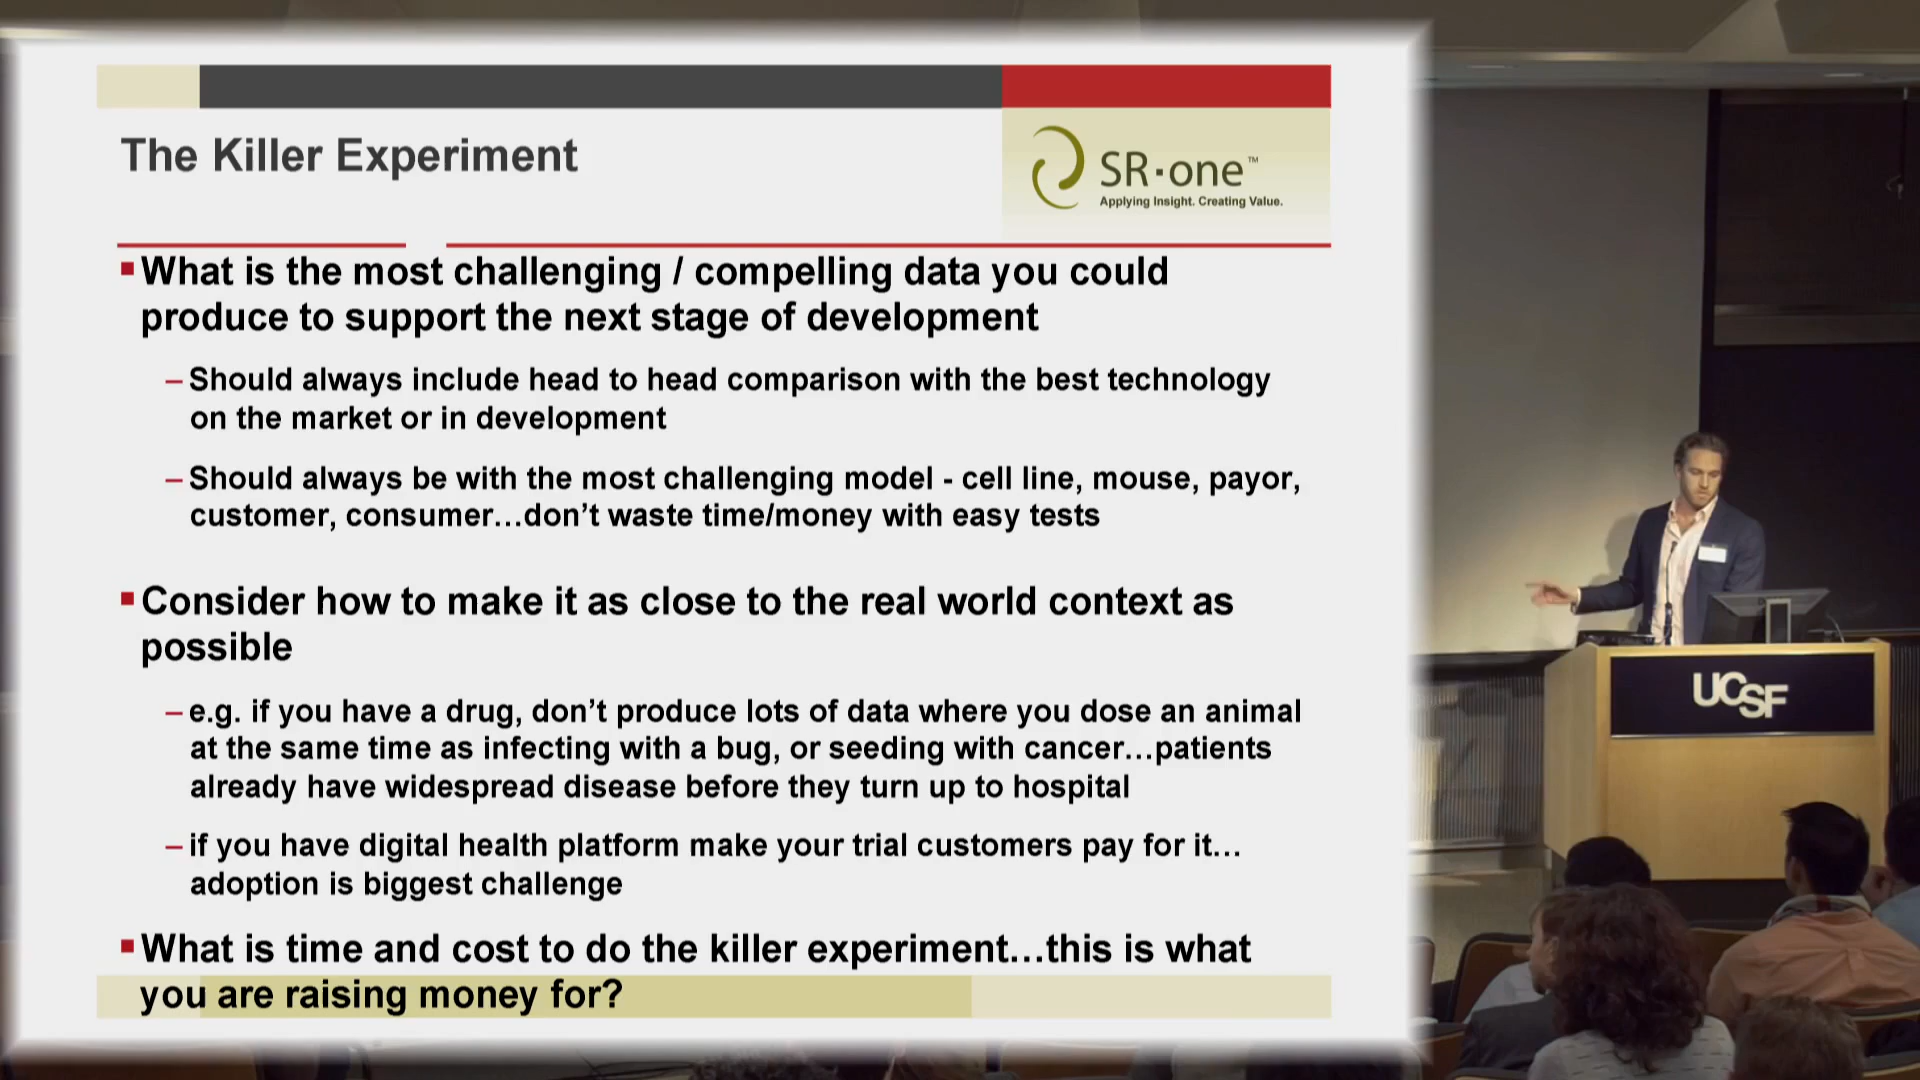 The Killer Experiment
SR·one™
Applying Insight. Creating Value.
▪What is the most challenging / compelling data you could
produce to support the next stage of development
– Should always include head to head comparison with the best technology
on the market or in development
– Should always be with the most challenging model - cell line, mouse, payor,
customer, consumer…don’t waste time/money with easy tests
▪Consider how to make it as close to the real world context as
possible
– e.g. if you have a drug, don’t produce lots of data where you dose an animal
at the same time as infecting with a bug, or seeding with cancer…patients
already have widespread disease before they turn up to hospital
– if you have digital health platform make your trial customers pay for it…
adoption is biggest challenge
▪What is time and cost to do the killer experiment…this is what
you are raising money for?
UCSF